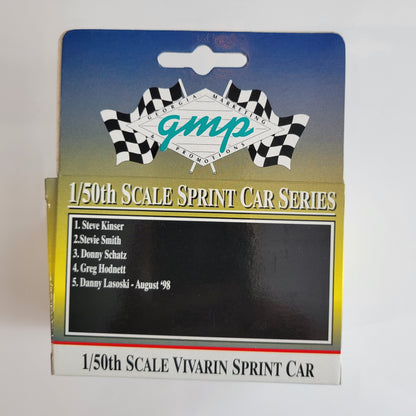 GEORGIA MARKETING
gmp
PROMOTIONS
1/50th SCALE SPRINT CAR SERIES
1. Steve Kinser
2.Stevie Smith
3. Donny Schatz
4. Greg Hodnett
5. Danny Lasoski - August '98
1/50th SCALE VIVARIN SPRINT CAR